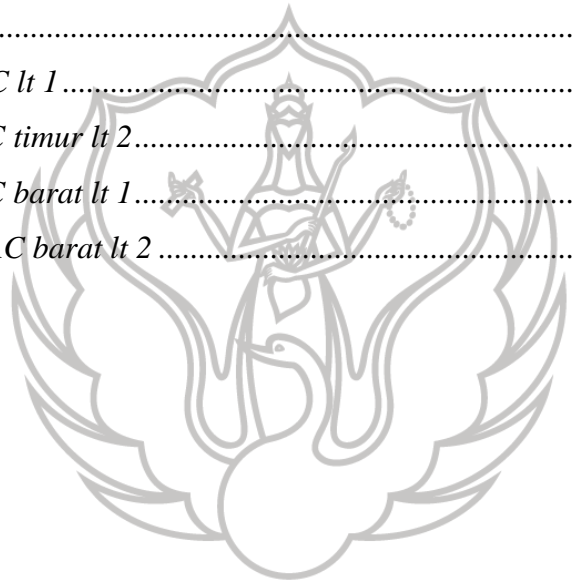 ...........................................................................
C lt 1 .................................................................
C timur lt 2.......................................................
C barat lt 1.......................................................
AC barat lt 2 ...................................................